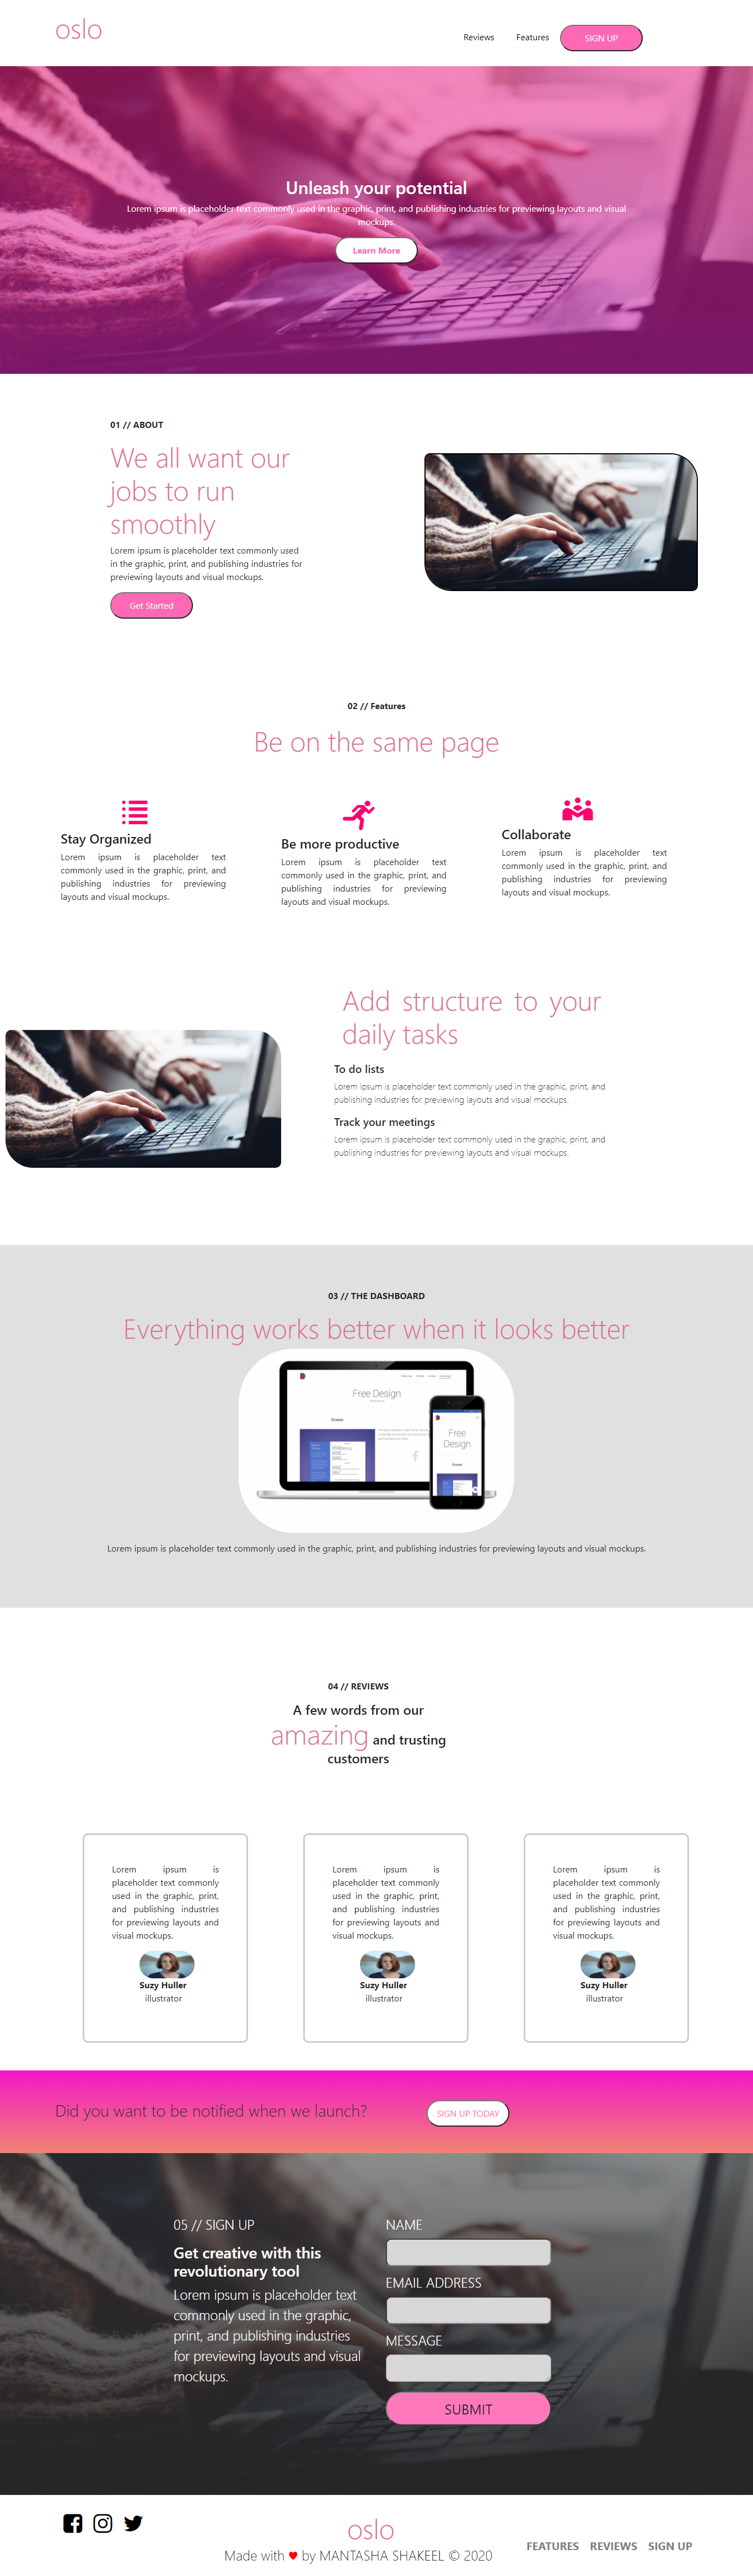 oslo
Reviews Features SIGN UP
Unleash your potential
Lorem ipsum is placeholder text commonly used in the graphic, print, and publishing industries for previewing layouts and visual
mockups.
Learn More
01 // ABOUT
We all want our
jobs to run
smoothly
Lorem ipsum is placeholder text commonly used
in the graphic, print, and publishing industries for
previewing layouts and visual mockups.
Get Started
02 // Features
Be on the same page
Stay Organized
Lorem ipsum is placeholder text
commonly used in the graphic, print, and
publishing industries for previewing
layouts and visual mockups.
Be more productive
Lorem ipsum is placeholder text
commonly used in the graphic, print, and
publishing industries for previewing
layouts and visual mockups.
Collaborate
Lorem ipsum is placeholder text
commonly used in the graphic, print, and
publishing industries for previewing
layouts and visual mockups.
Add structure to your
daily tasks
To do lists
Lorem ipsum is placeholder text commonly used in the graphic, print, and
publishing industries for previewing layouts and visual mockups.
Track your meetings
Lorem ipsum is placeholder text commonly used in the graphic, print, and
publishing industries for previewing layouts and visual mockups.
03 // THE DASHBOARD
Everything works better when it looks better
Free Design
Free
Design
Lorem ipsum is placeholder text commonly used in the graphic, print, and publishing industries for previewing layouts and visual mockups.
04 // REVIEWS
A few words from our
amazing and trusting
customers
Lorem ipsum is
placeholder text commonly
used in the graphic, print,
and publishing industries
for previewing layouts and
visual mockups.
Suzy Huller
illustrator
Lorem ipsum is
placeholder text commonly
used in the graphic, print,
and publishing industries
for previewing layouts and
visual mockups.
Suzy Huller
illustrator
Lorem ipsum is
placeholder text commonly
used in the graphic, print,
and publishing industries
for previewing layouts and
visual mockups.
Suzy Huller
illustrator
Did you want to be notified when we launch?
SIGN UP TODAY
05 // SIGN UP
Get creative with this
revolutionary tool
Lorem ipsum is placeholder text
commonly used in the graphic,
print, and publishing industries
for previewing layouts and visual
mockups.
NAME
EMAIL ADDRESS
MESSAGE
SUBMIT
oslo
Made with ♥ by MANTASHA SHAKEEL © 2020
FEATURES REVIEWS SIGN UP